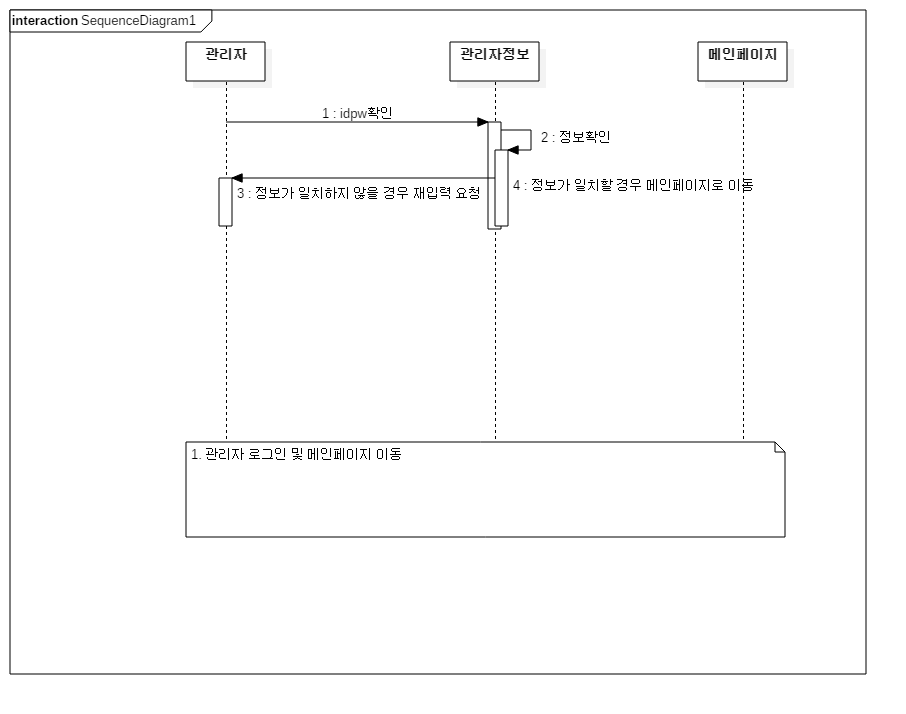 interaction SequenceDiagram1
관리자
관리자정보
메인페이지
1 : idpw확인
2 : 정보확인
3 : 정보가 일치하지 않을 경우 재입력 요청
4 : 정보가 일치할 경우 메인페이지로 이동
1. 관리자 로그인 및 메인페이지 이동